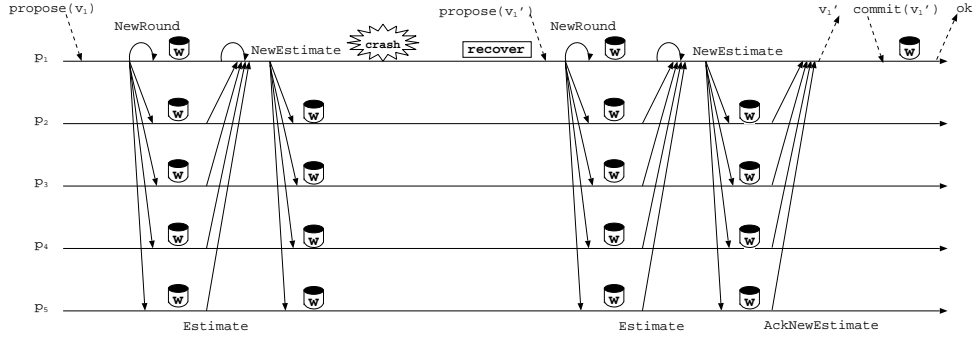 propose(v₁) propose(v₁') v₁' commit(v₁') ok
NewRound NewRound
W NewEstimate crash recover W NewEstimate W
p₁ W W
p₂ W W W W
p₃ W W W W
p₄ W W W W
p₅ W W W W
Estimate Estimate AckNewEstimate